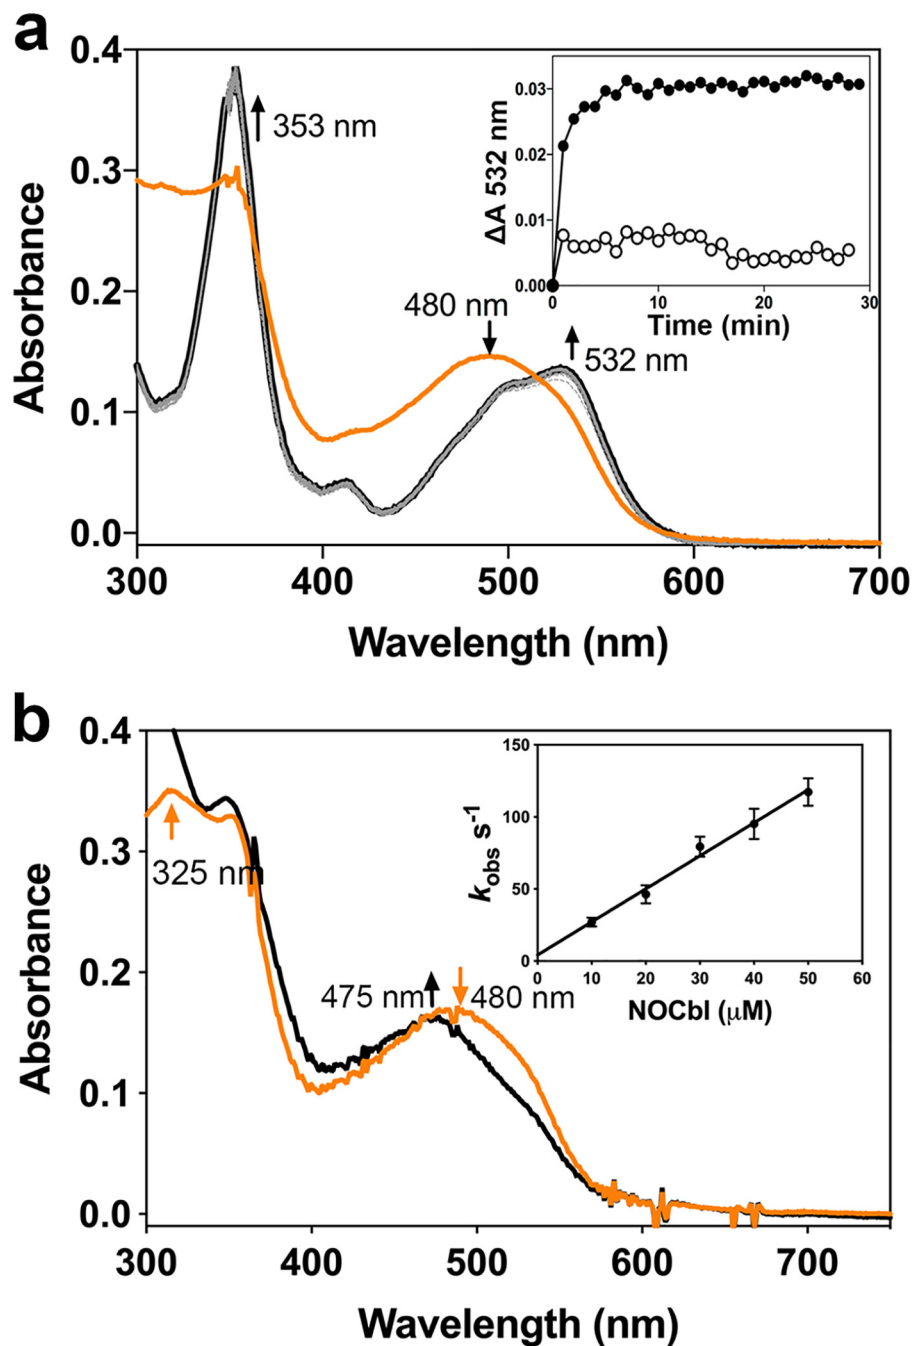 a
0.4
0.3
0.2
0.1
0.0
Absorbance
353 nm
480 nm
532 nm
300
400
500
600
700
Wavelength (nm)
0.03
0.02
0.01
0.00
ΔA 532 nm
0
10
20
30
Time (min)
b
0.4
0.3
0.2
0.1
0.0
Absorbance
325 nm
475 nm
480 nm
300
400
500
600
700
Wavelength (nm)
150
100
50
0
kobs s-1
0
10
20
30
40
50
60
NOCbl (μM)